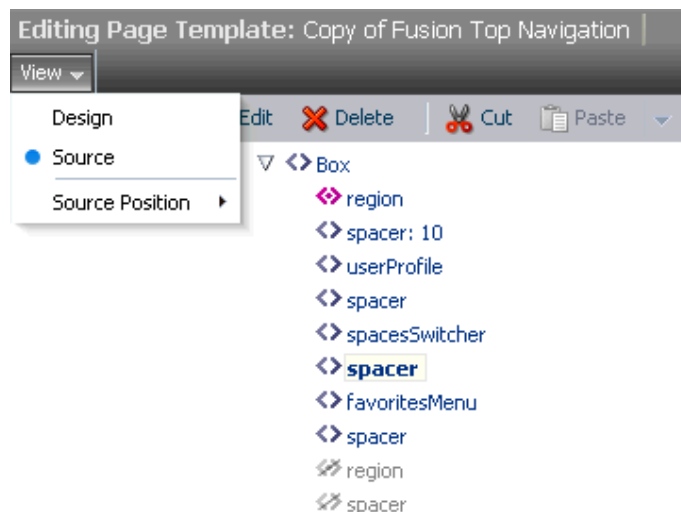 Editing Page Template: Copy of Fusion Top Navigation
View
Design Edit Delete Cut Paste
Source Box
Source Position region
spacer: 10
userProfile
spacer
spacesSwitcher
spacer
favoritesMenu
spacer
region
spacer